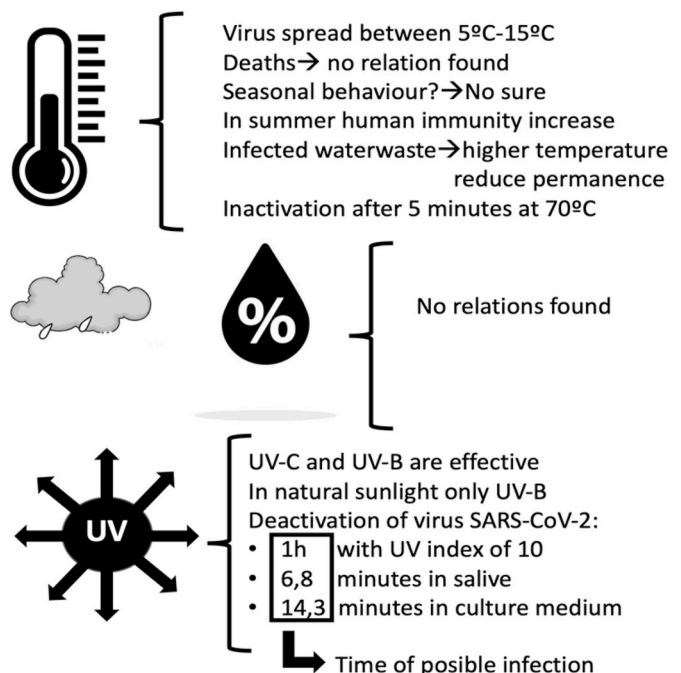 Virus spread between 5ºC-15ºC
Deaths→ no relation found
Seasonal behaviour?→No sure
In summer human immunity increase
Infected waterwaste→higher temperature
reduce permanence
Inactivation after 5 minutes at 70ºC
%
No relations found
UV-C and UV-B are effective
In natural sunlight only UV-B
Deactivation of virus SARS-CoV-2:
UV
• 1h with UV index of 10
• 6,8 minutes in salive
• 14,3 minutes in culture medium
Time of posible infection